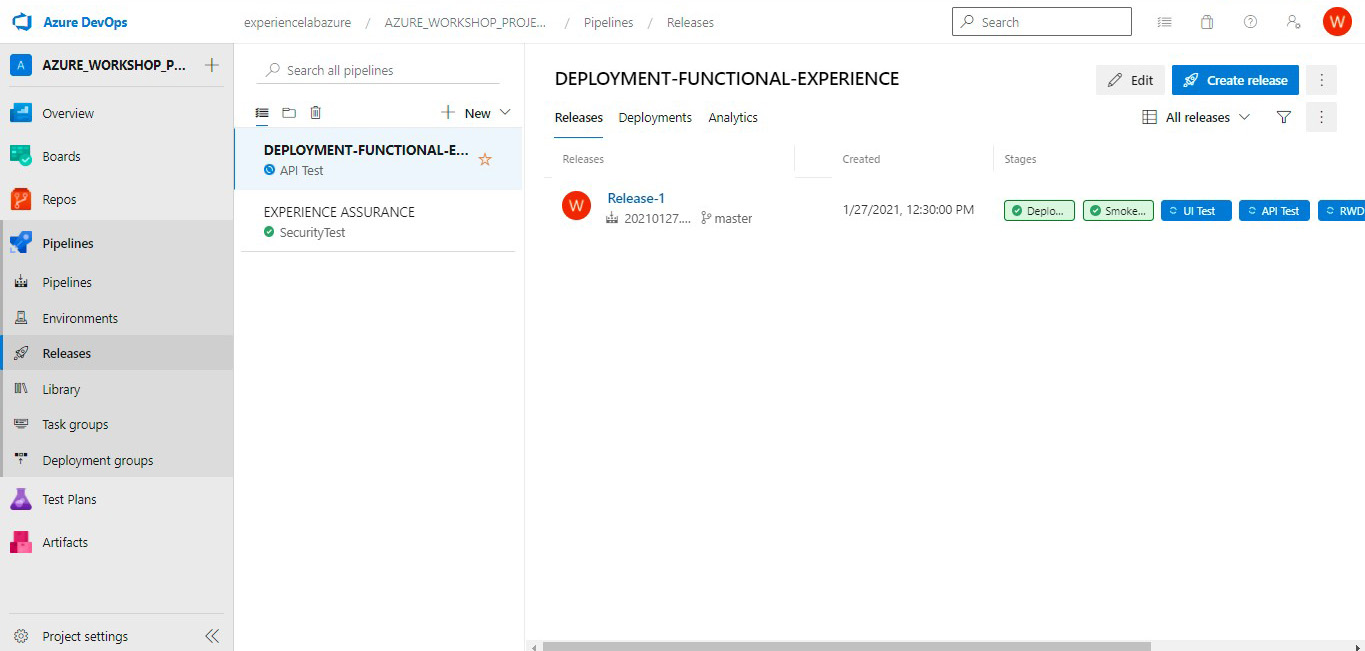 Azure DevOps
experiencelabazure / AZURE_WORKSHOP_PROJE... / Pipelines / Releases
Search
W
A AZURE_WORKSHOP_P...
Overview
Boards
Repos
Pipelines
Pipelines
Environments
Releases
Library
Task groups
Deployment groups
Test Plans
Artifacts
Project settings
Search all pipelines
New
DEPLOYMENT-FUNCTIONAL-E...
API Test
EXPERIENCE ASSURANCE
SecurityTest
DEPLOYMENT-FUNCTIONAL-EXPERIENCE
Edit
Create release
Releases Deployments Analytics
All releases
Releases Created Stages
W
Release-1
20210127.... master
1/27/2021, 12:30:00 PM
Deplo... Smoke... UI Test API Test RWD